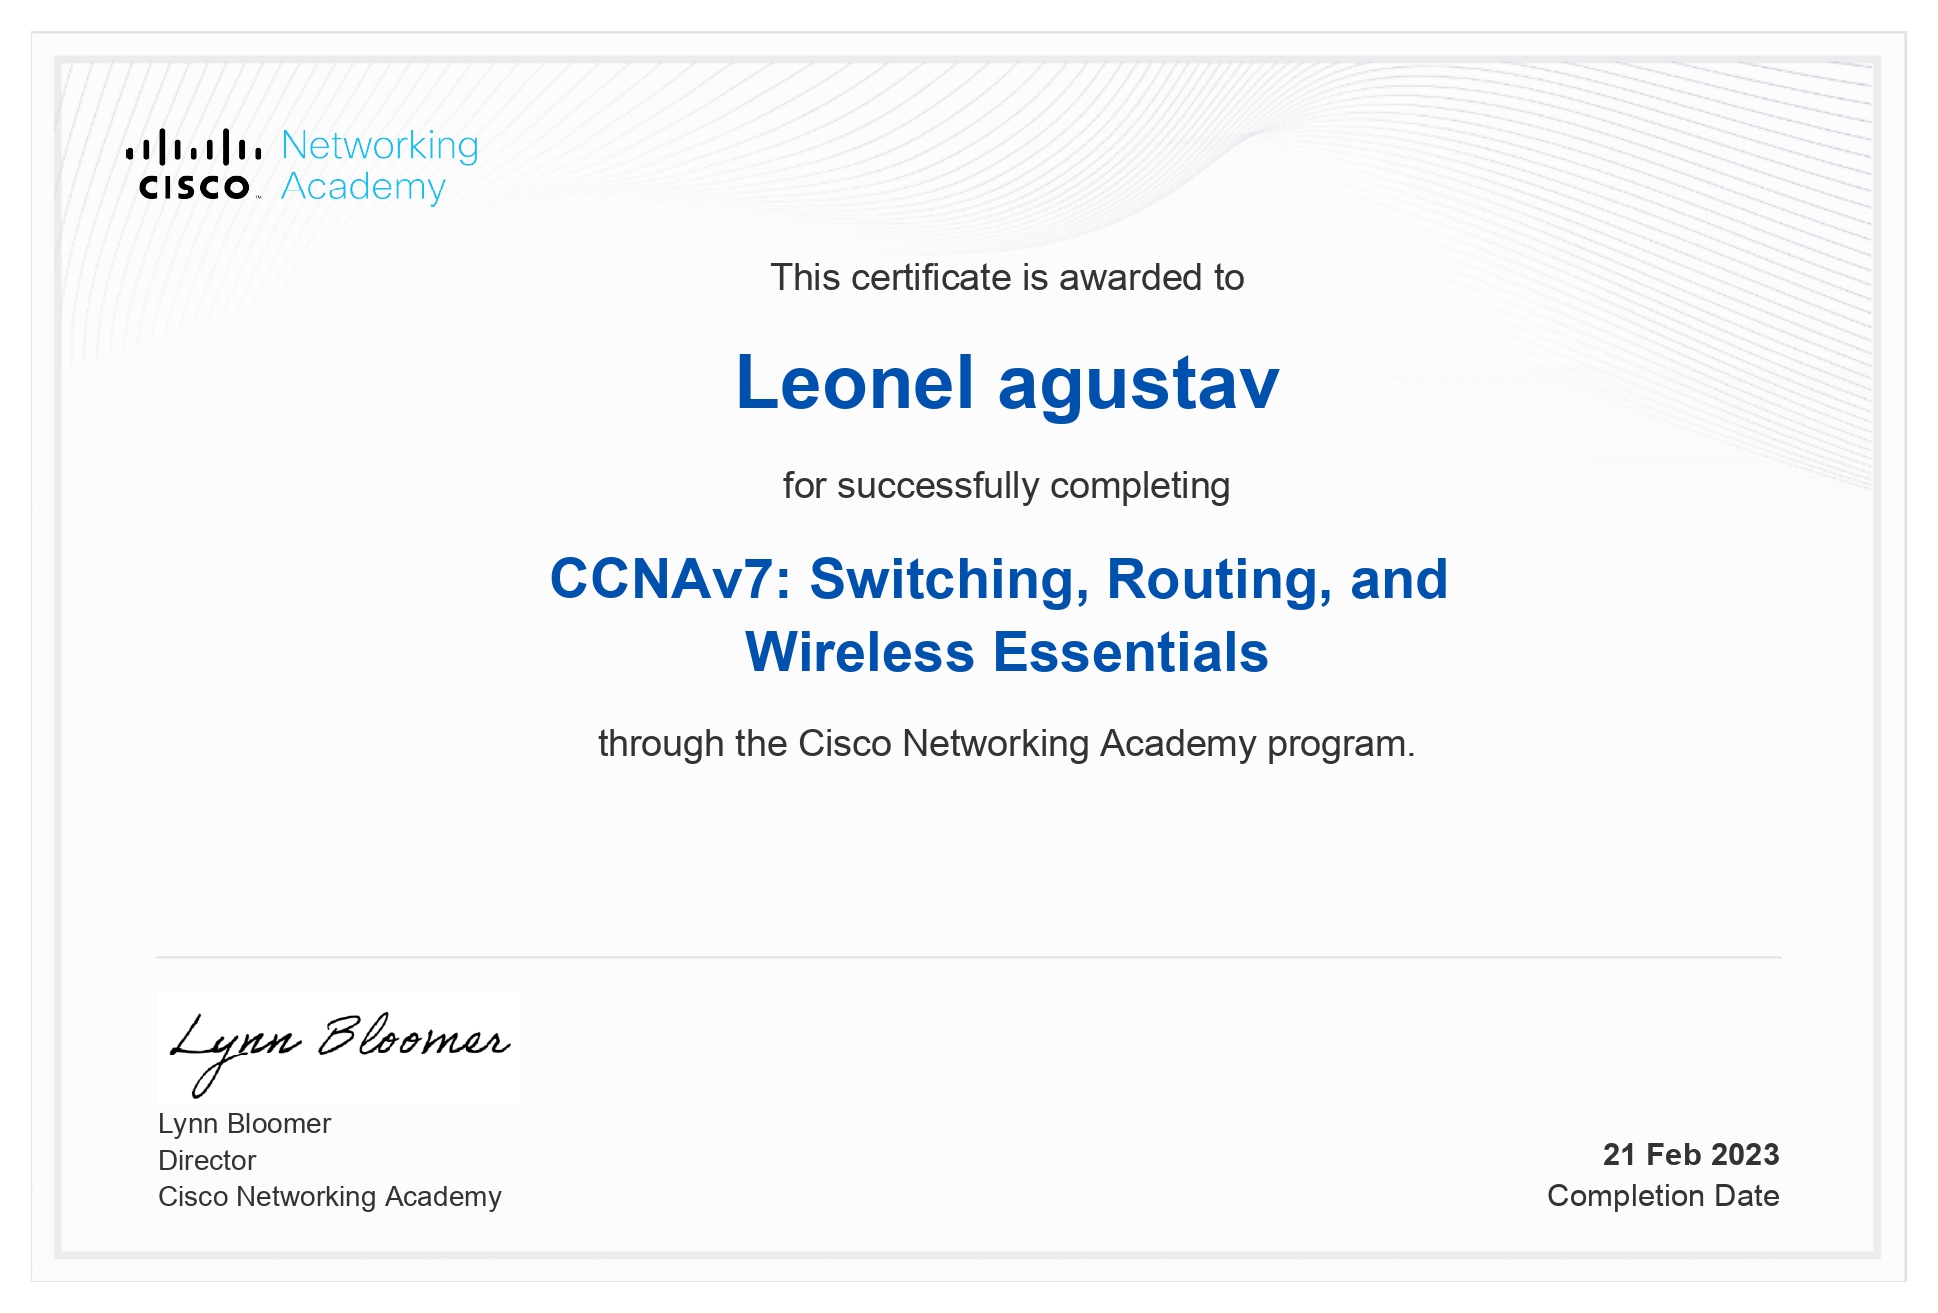 Networking
CISCO™ Academy
This certificate is awarded to
Leonel agustav
for successfully completing
CCNAv7: Switching, Routing, and
Wireless Essentials
through the Cisco Networking Academy program.
Lynn Bloomer
Lynn Bloomer
Director
Cisco Networking Academy
21 Feb 2023
Completion Date